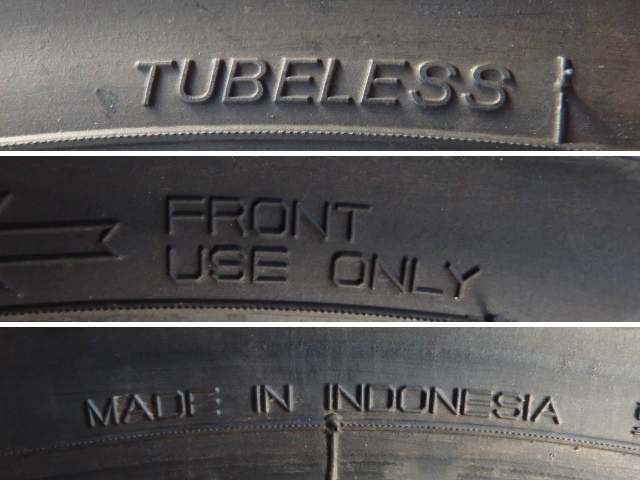 TUBELESS
FRONT
USE ONLY
MADE IN INDONESIA